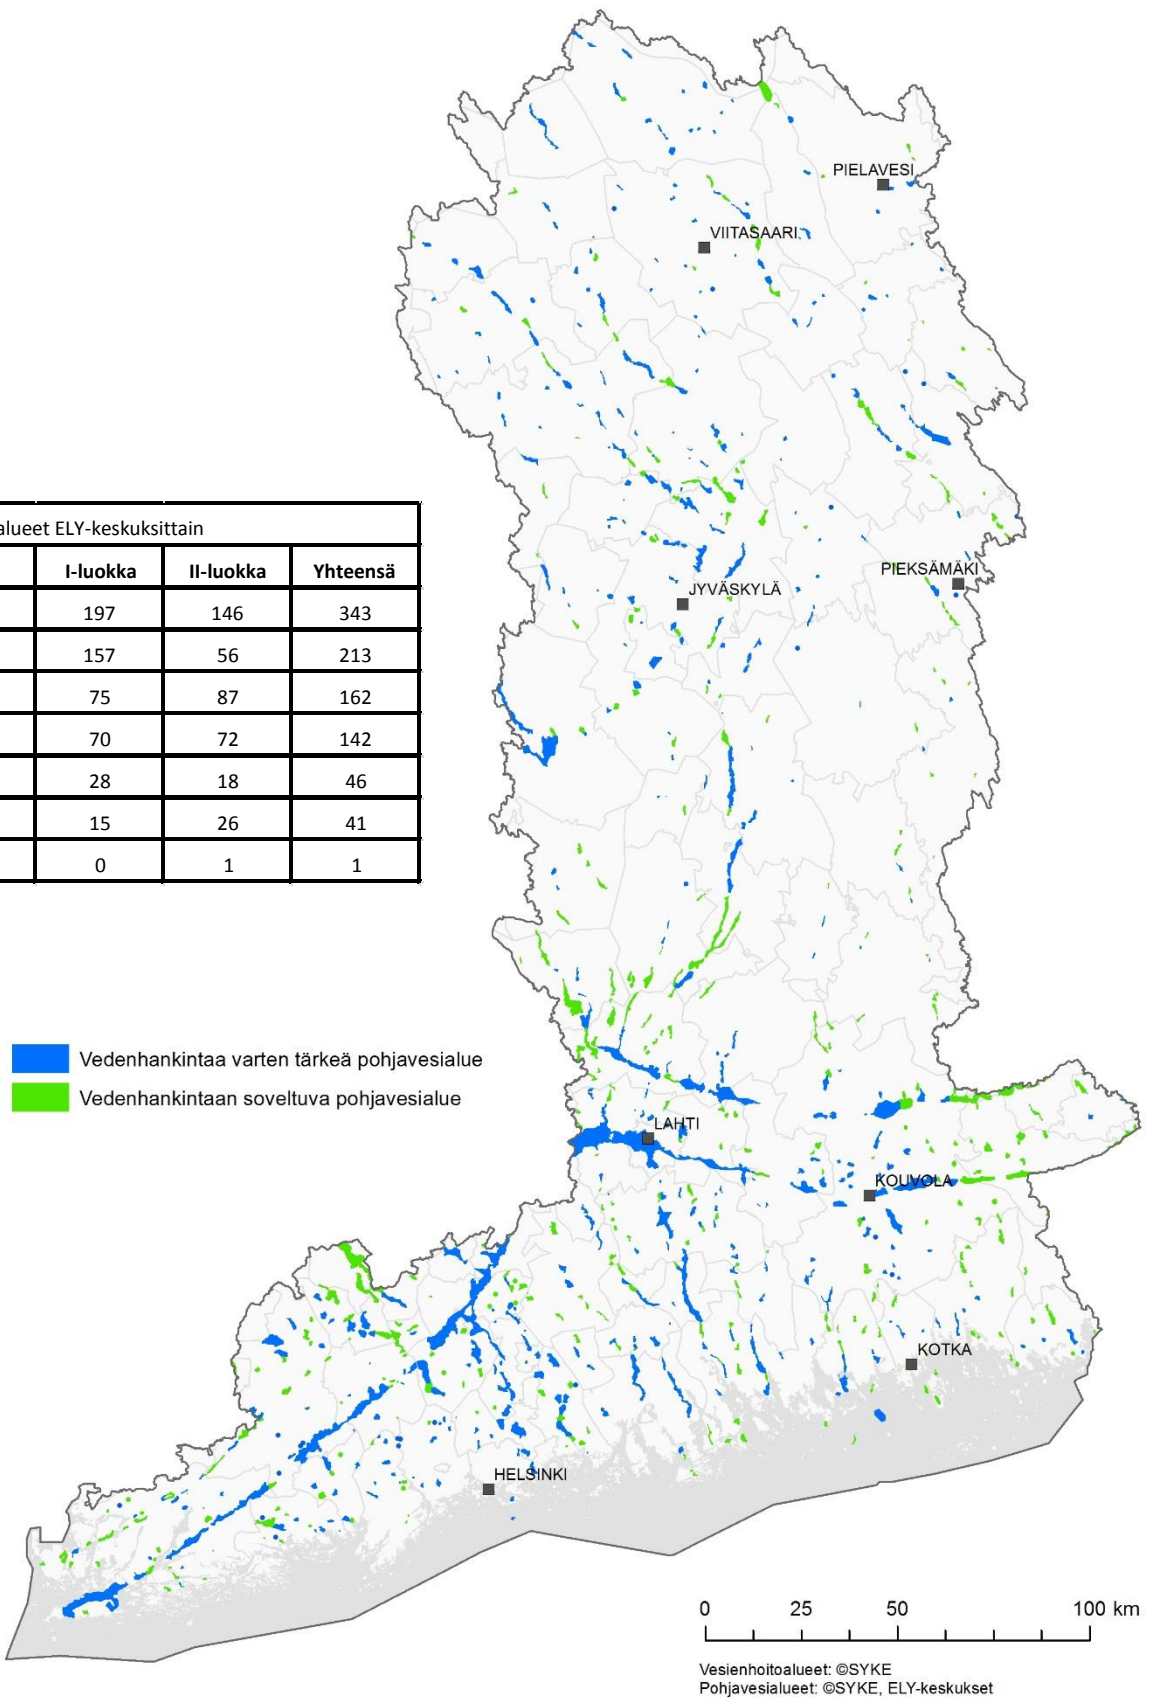 PIELAVESI
VIITASAARI
alueet ELY-keskuksittain
I-luokka II-luokka Yhteensä
197 146 343
157 56 213
75 87 162
70 72 142
28 18 46
15 26 41
0 1 1
PIEKSÄMÄKI
JYVÄSKYLÄ
Vedenhankintaa varten tärkeä pohjavesialue
Vedenhankintaan soveltuva pohjavesialue
LAHTI
KOUVOLA
KOTKA
HELSINKI
0 25 50 100 km
Vesienhoitoalueet: ©SYKE
Pohjavesialueet: ©SYKE, ELY-keskukset